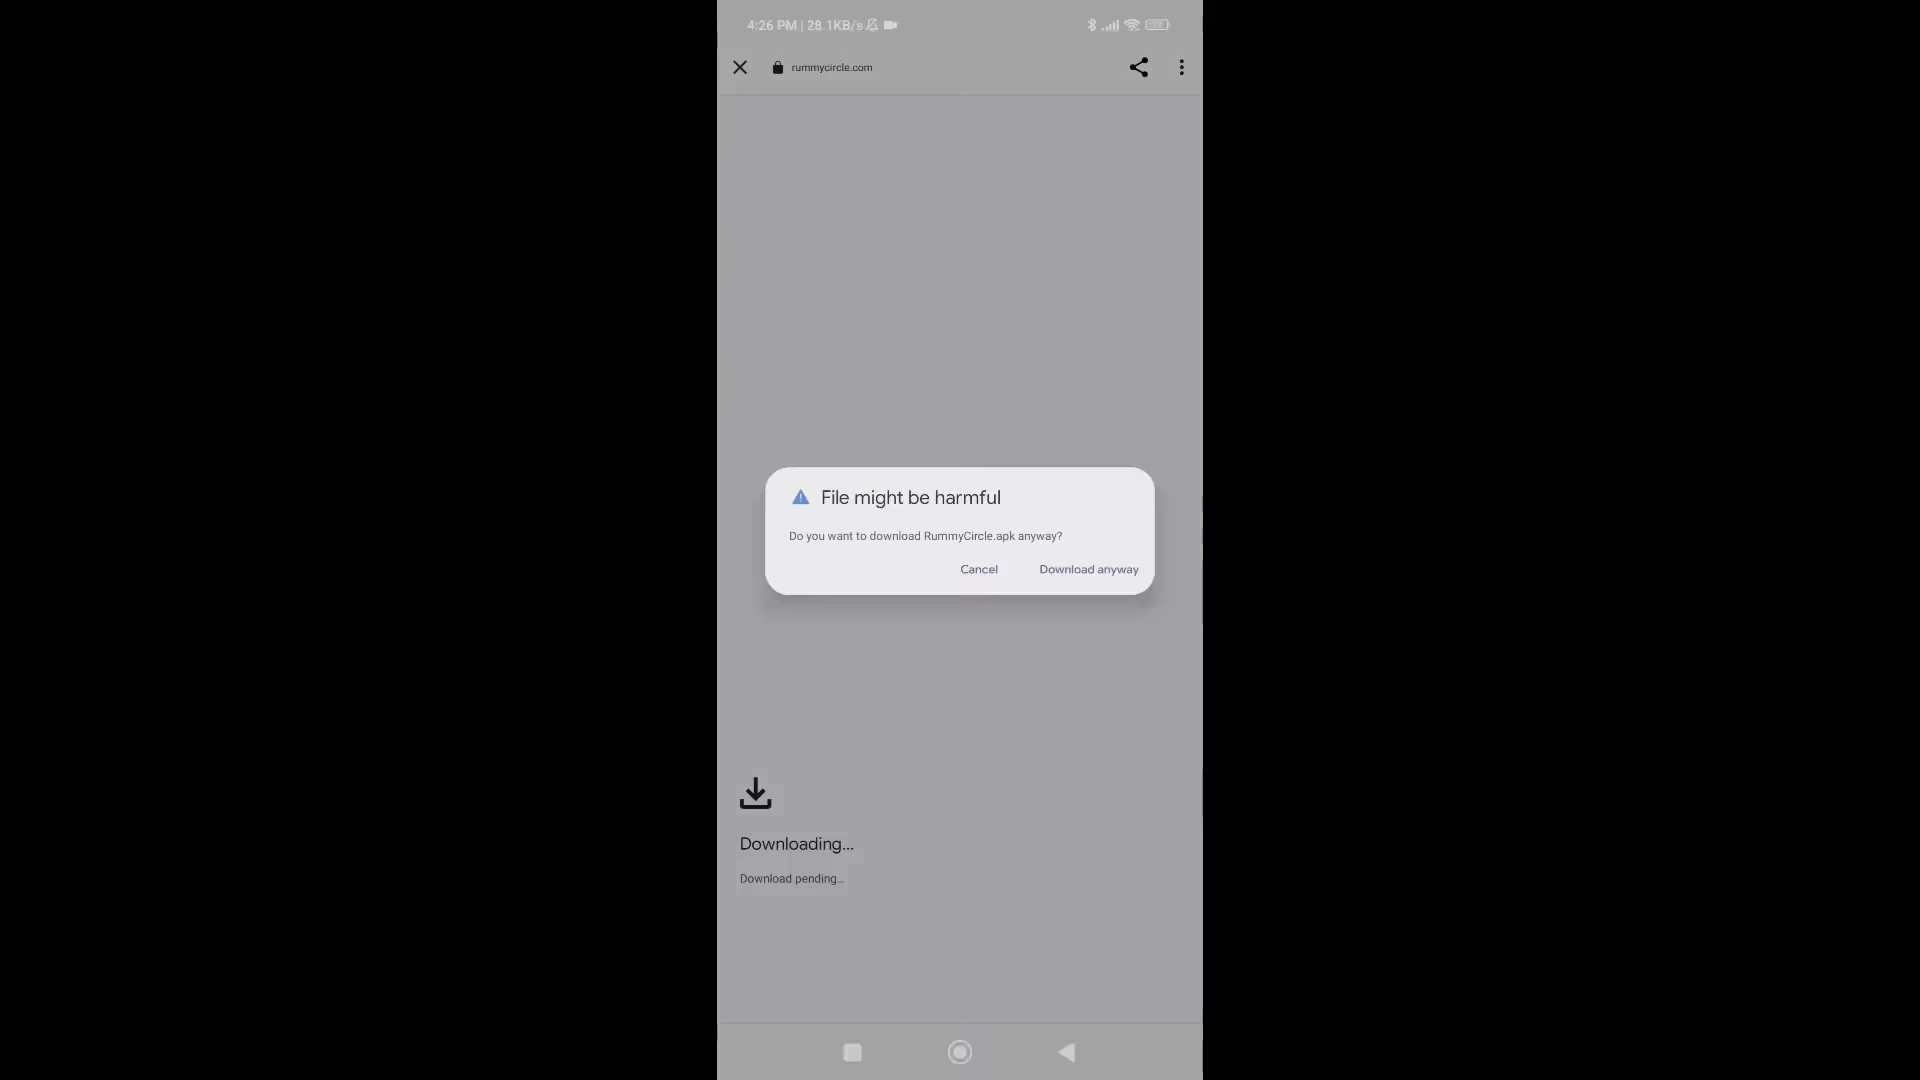 4:26 PM | 28.1KB/s
rummycircle.com
File might be harmful
Do you want to download RummyCircle.apk anyway?
Cancel Download anyway
Downloading...
Download pending...